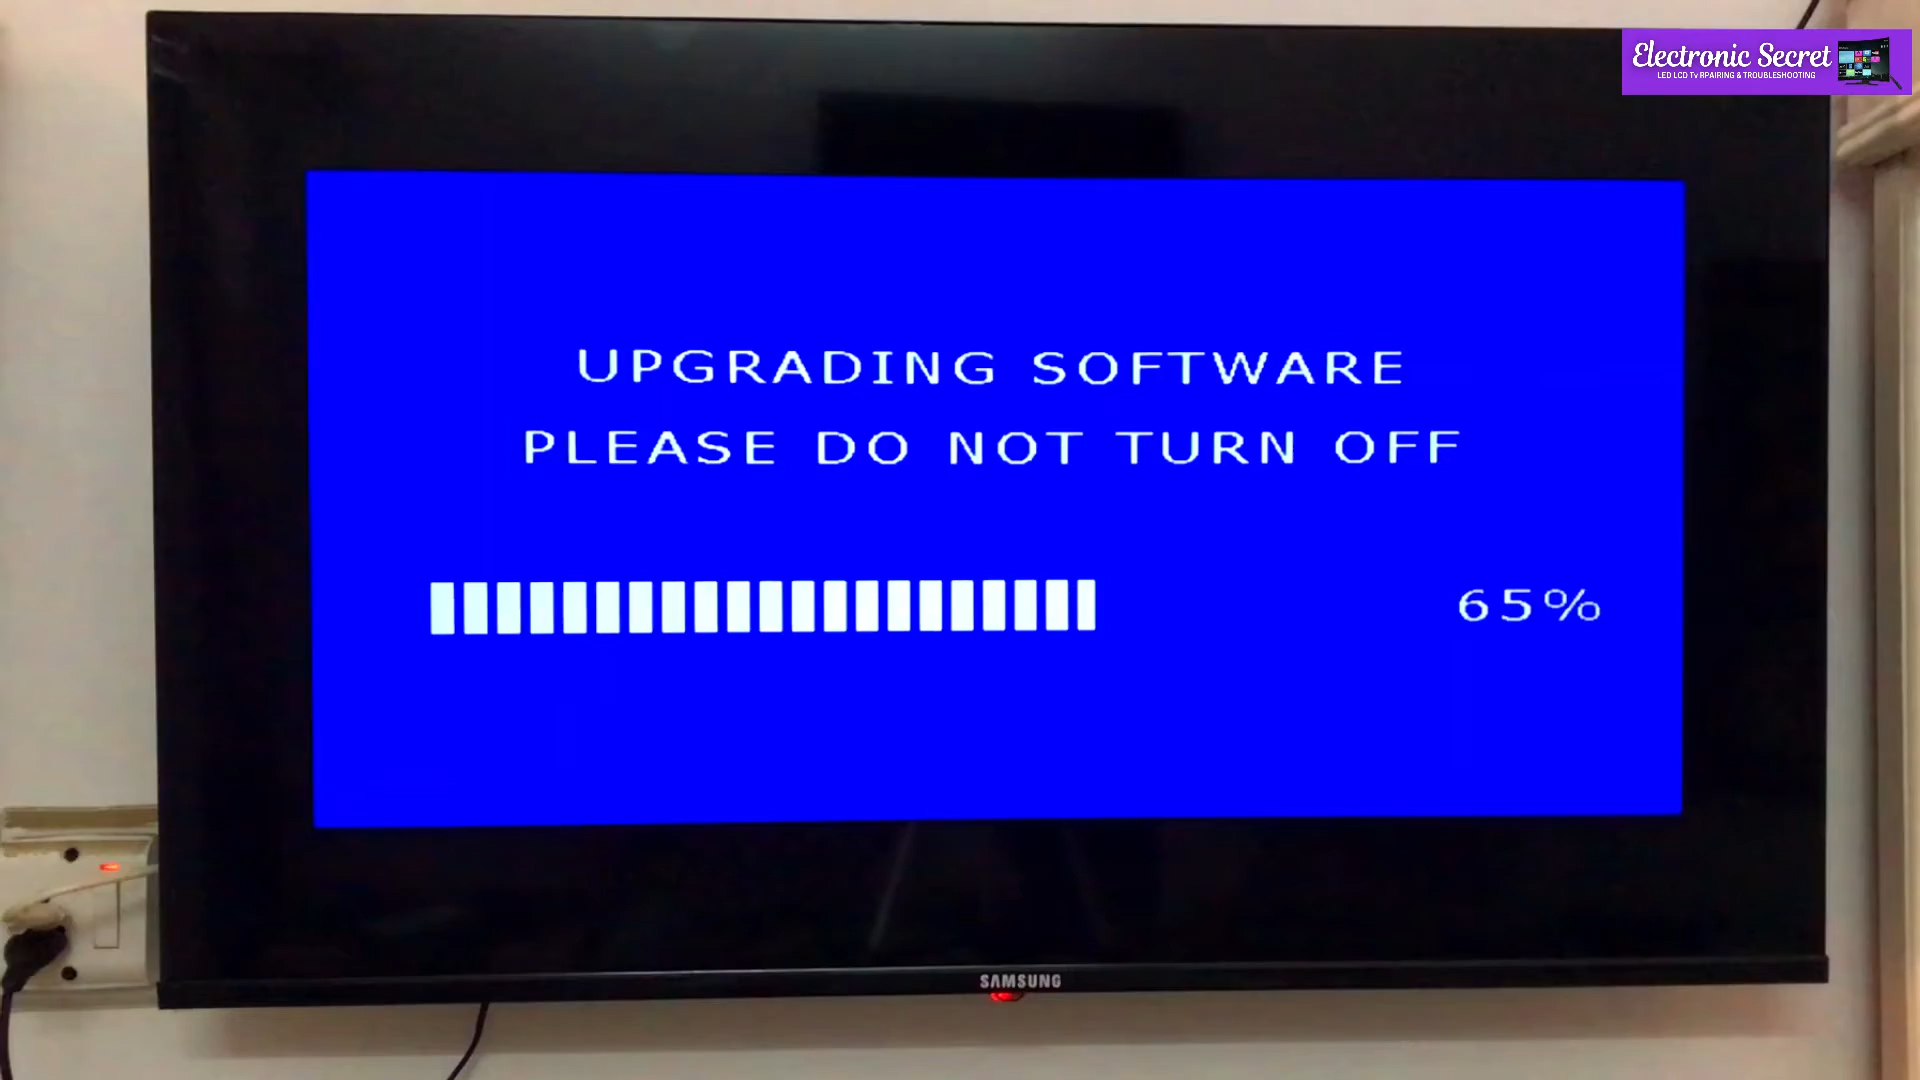 Electronic Secret
LED LCD Tv RPAIRING & TROUBLESHOOTING
UPGRADING SOFTWARE
PLEASE DO NOT TURN OFF
65%
SAMSUNG